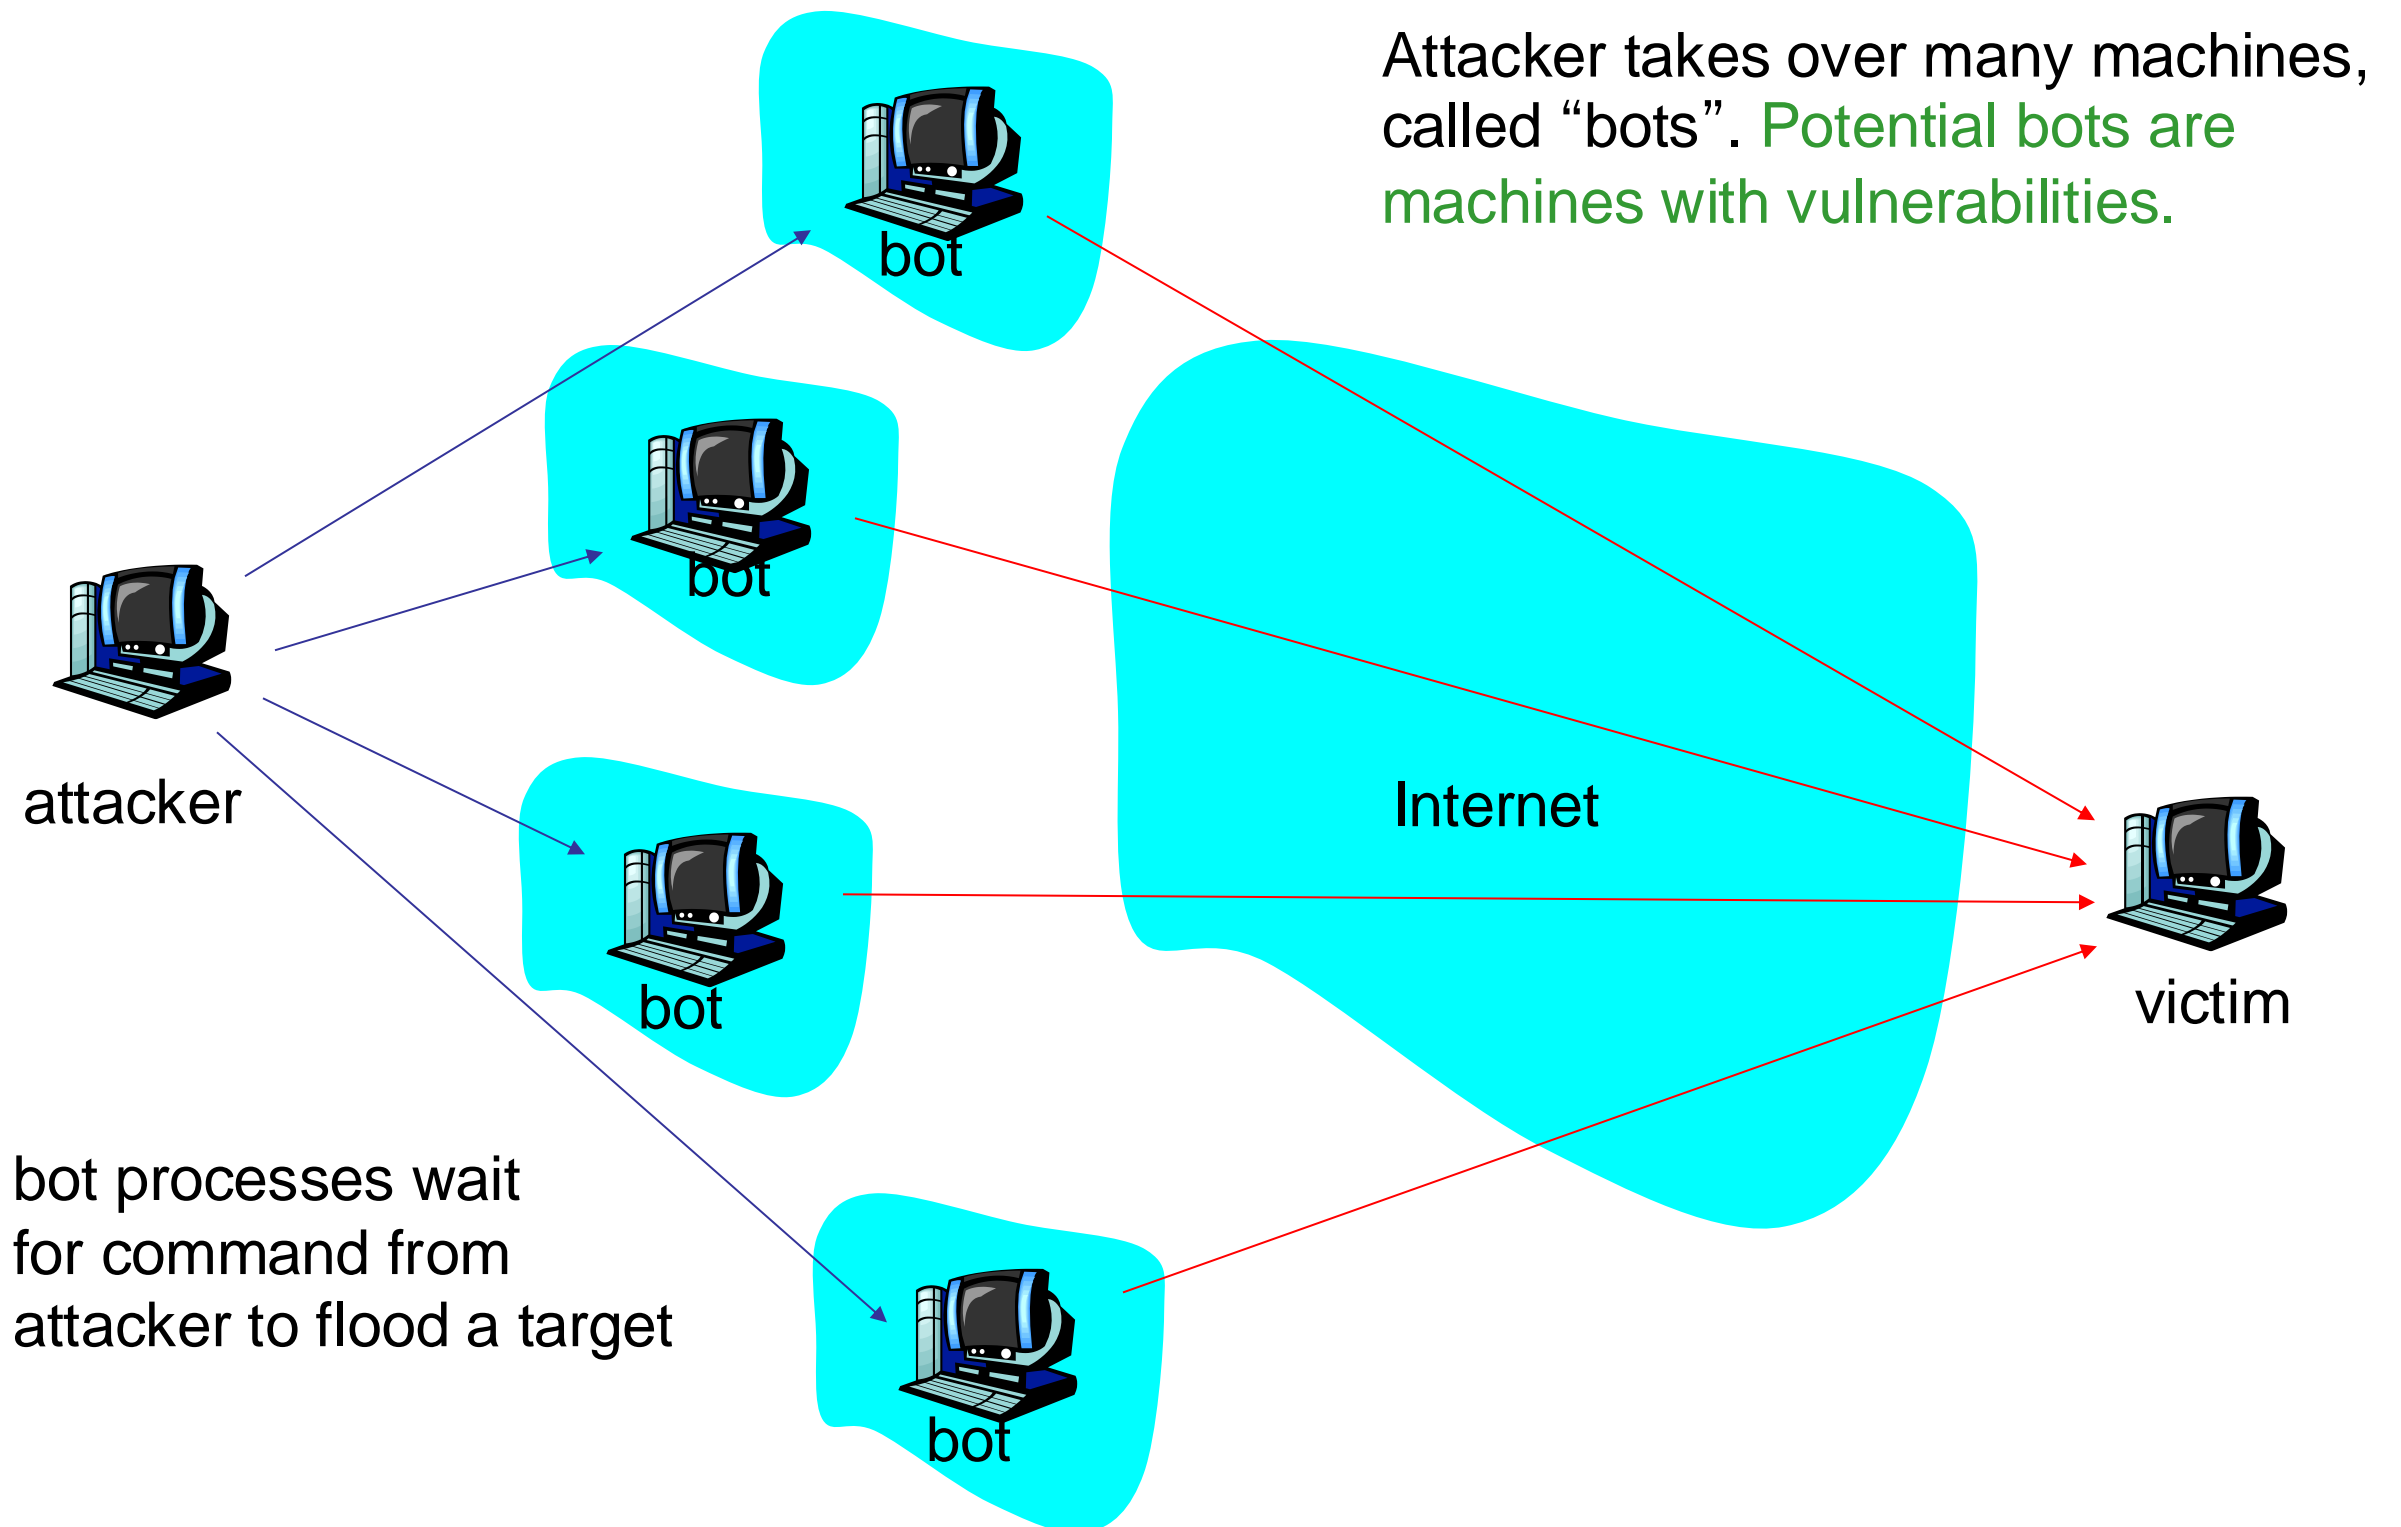 Attacker takes over many machines,
called “bots”. Potential bots are
machines with vulnerabilities.
bot
bot
attacker
Internet
bot
victim
bot processes wait
for command from
attacker to flood a target
bot